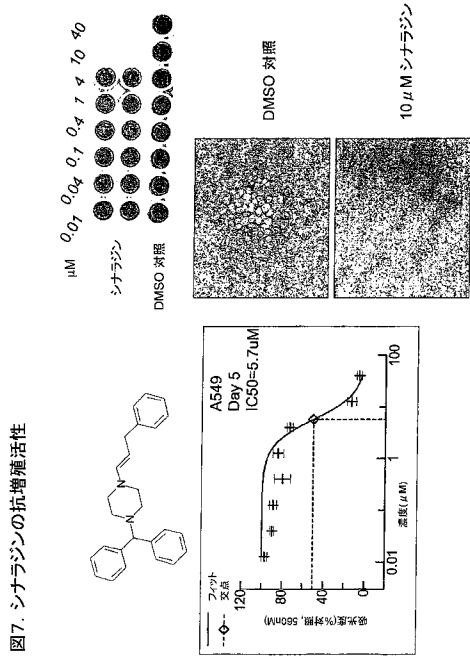 図7. シナラジンの抗増殖活性
N
N
μM 0.01 0.04 0.1 0.4 1 4 10 40
シナラジン
DMSO 対照
フィット
交点
A549
Day 5
IC50=5.7uM
吸光度(%対照, 560nM)
120
80
40
0
0.01
1
100
濃度(μM)
DMSO 対照
10 μM シナラジン